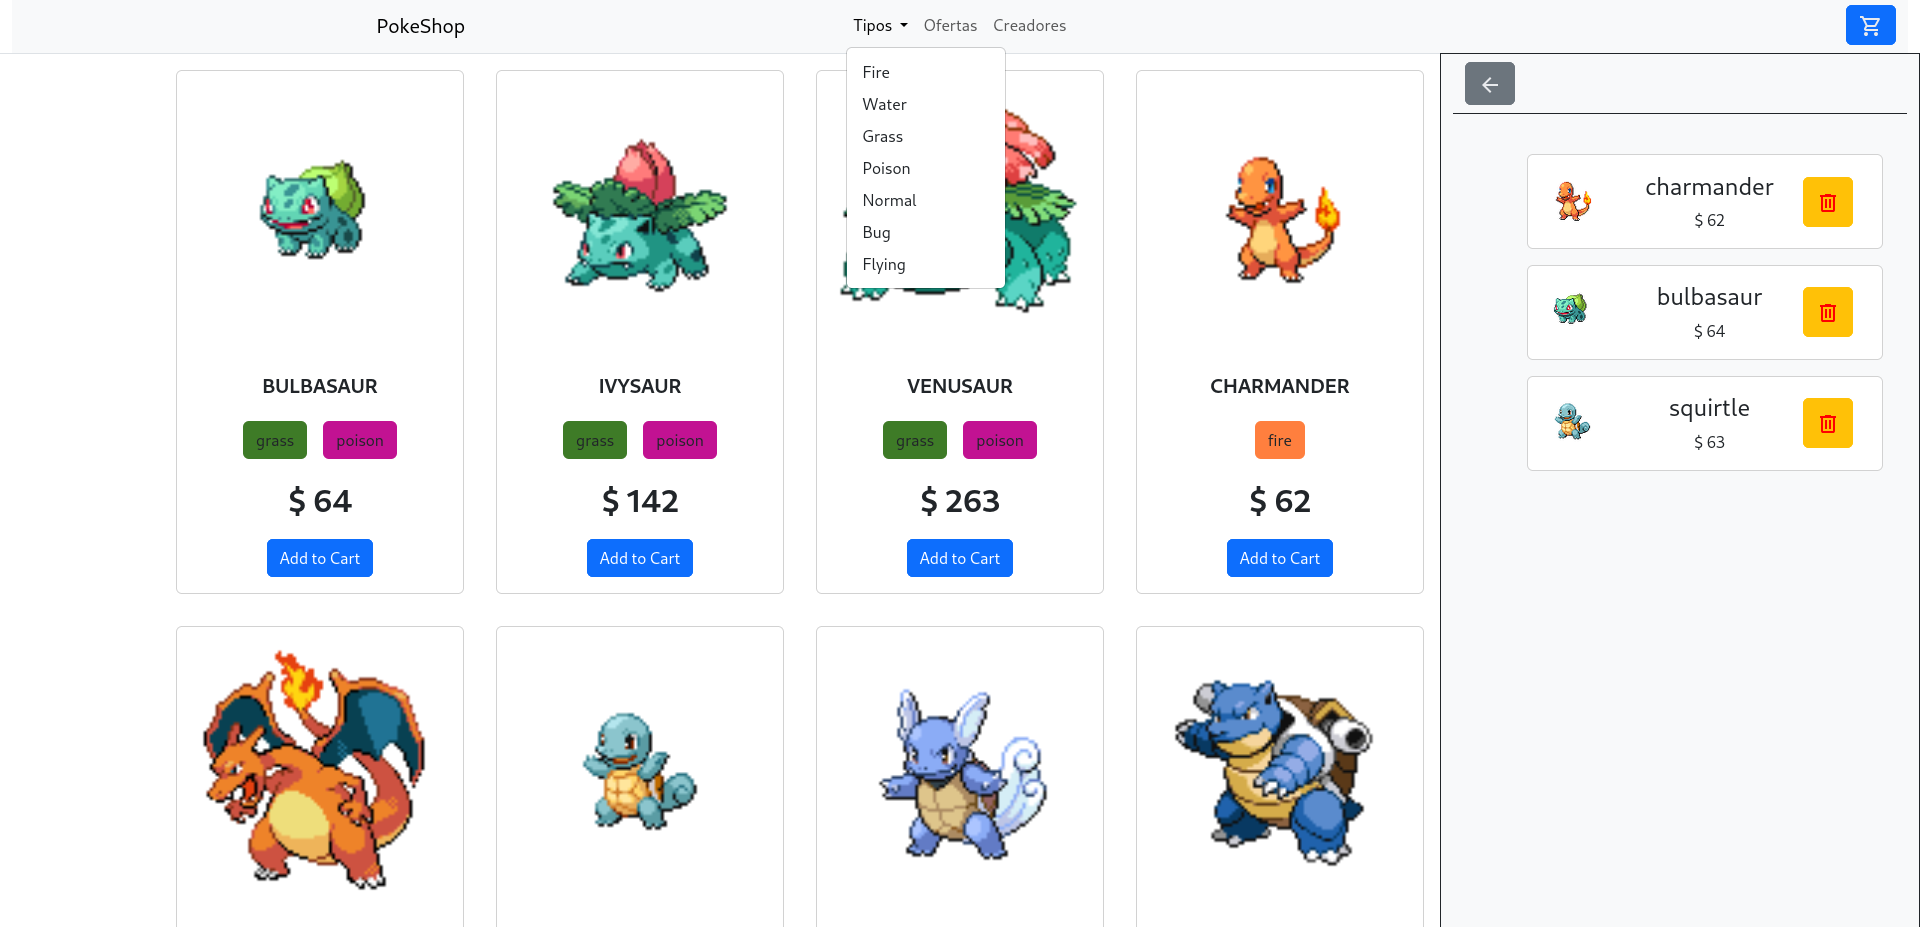 PokeShop
Tipos
Ofertas
Creadores
Fire
Water
Grass
Poison
Normal
Bug
Flying
BULBASAUR
grass
poison
$ 64
Add to Cart
IVYSAUR
grass
poison
$ 142
Add to Cart
VENUSAUR
grass
poison
$ 263
Add to Cart
CHARMANDER
fire
$ 62
Add to Cart
charmander
$ 62
bulbasaur
$ 64
squirtle
$ 63